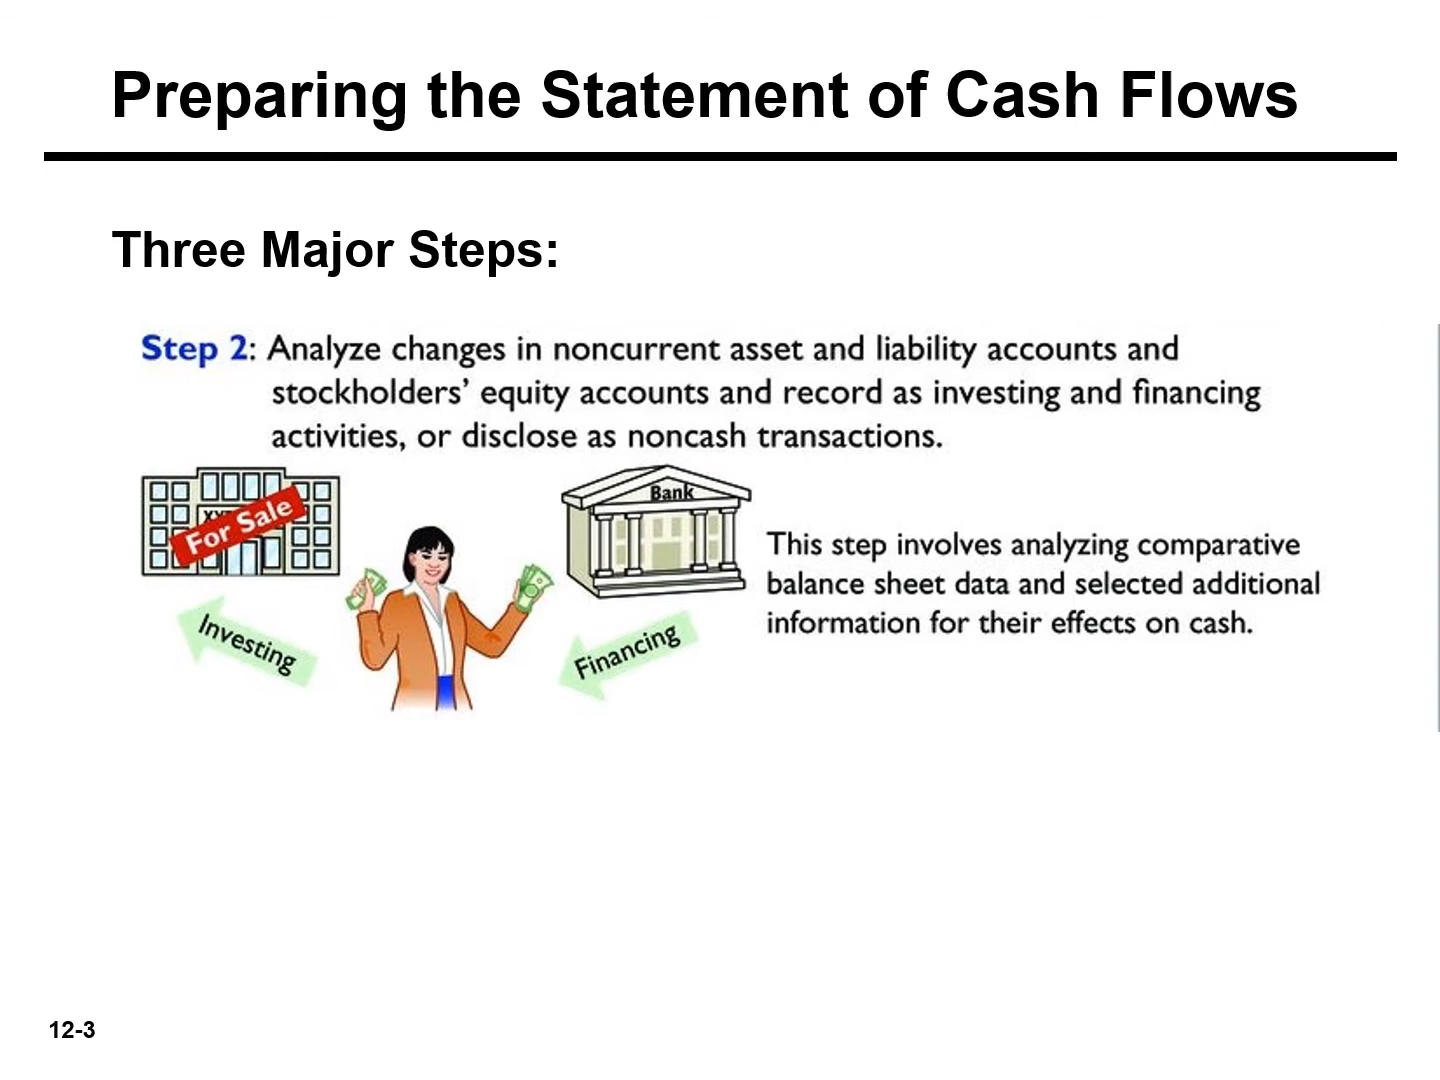 Preparing the Statement of Cash Flows
Three Major Steps:
Step 2: Analyze changes in noncurrent asset and liability accounts and
stockholders’ equity accounts and record as investing and financing
activities, or disclose as noncash transactions.
For Sale
Bank
This step involves analyzing comparative
balance sheet data and selected additional
information for their effects on cash.
Investing
Financing
12-3